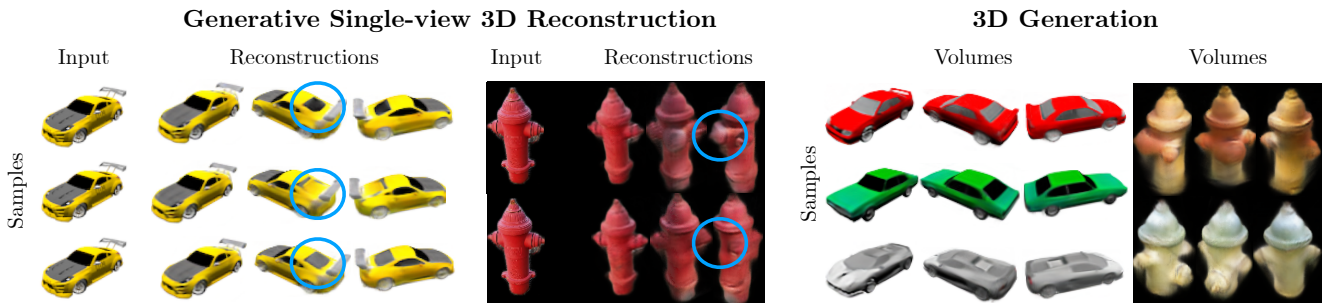 Generative Single-view 3D Reconstruction
3D Generation
Input
Reconstructions
Input
Reconstructions
Volumes
Volumes
Samples
Samples